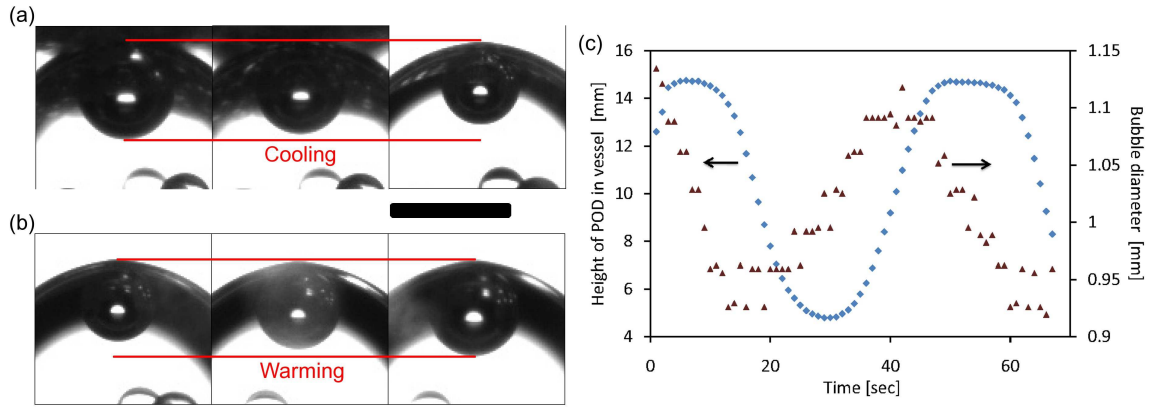 (a)
Cooling
(b)
Warming
(c)
Height of POD in vessel [mm]
16
14
12
10
8
6
4
0
20
40
60
Time [sec]
1.15
1.1
1.05
1
0.95
0.9
Bubble diameter [mm]